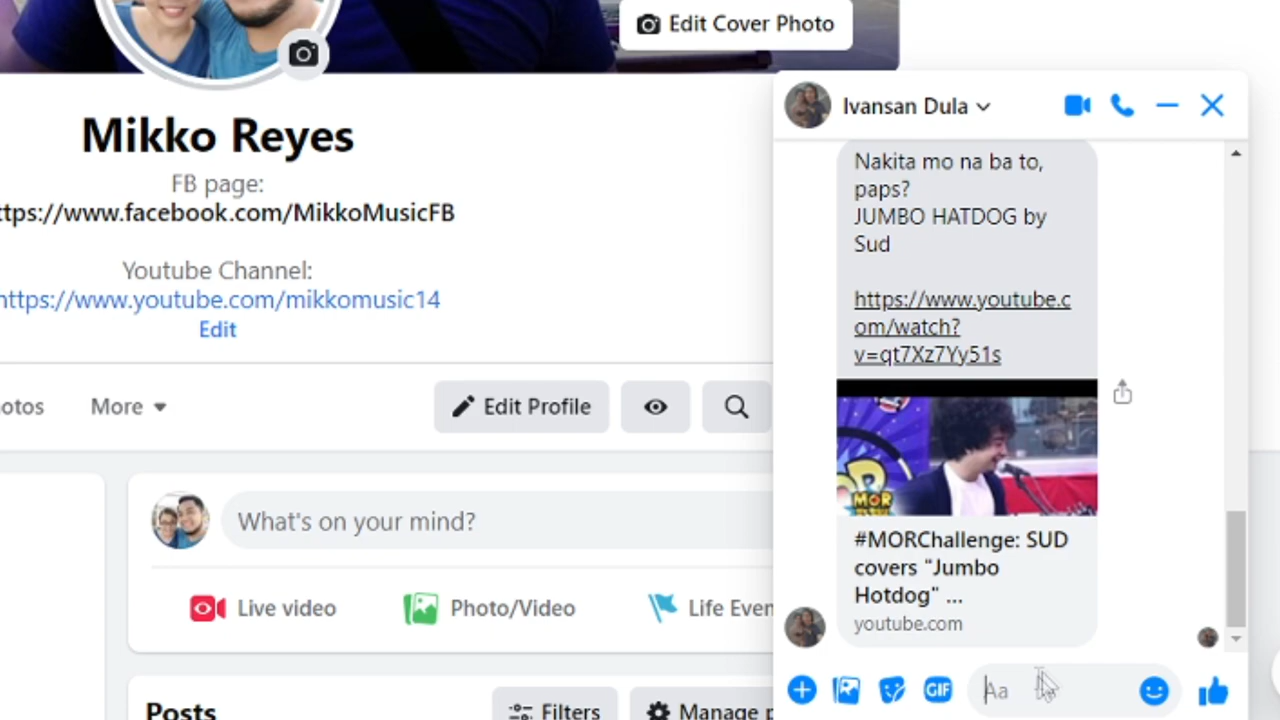 Edit Cover Photo
Mikko Reyes
FB page:
ttps://www.facebook.com/MikkoMusicFB
Youtube Channel:
https://www.youtube.com/mikkomusic14
Edit
otos
More
Edit Profile
What's on your mind?
Live video
Photo/Video
Life Even
Posts
Filters
Manage p
Ivansan Dula
Nakita mo na ba to,
paps?
JUMBO HATDOG by
Sud
https://www.youtube.c
om/watch?
v=qt7Xz7Yy51s
MOR
#MORChallenge: SUD
covers "Jumbo
Hotdog" ...
youtube.com
GIF
Aa